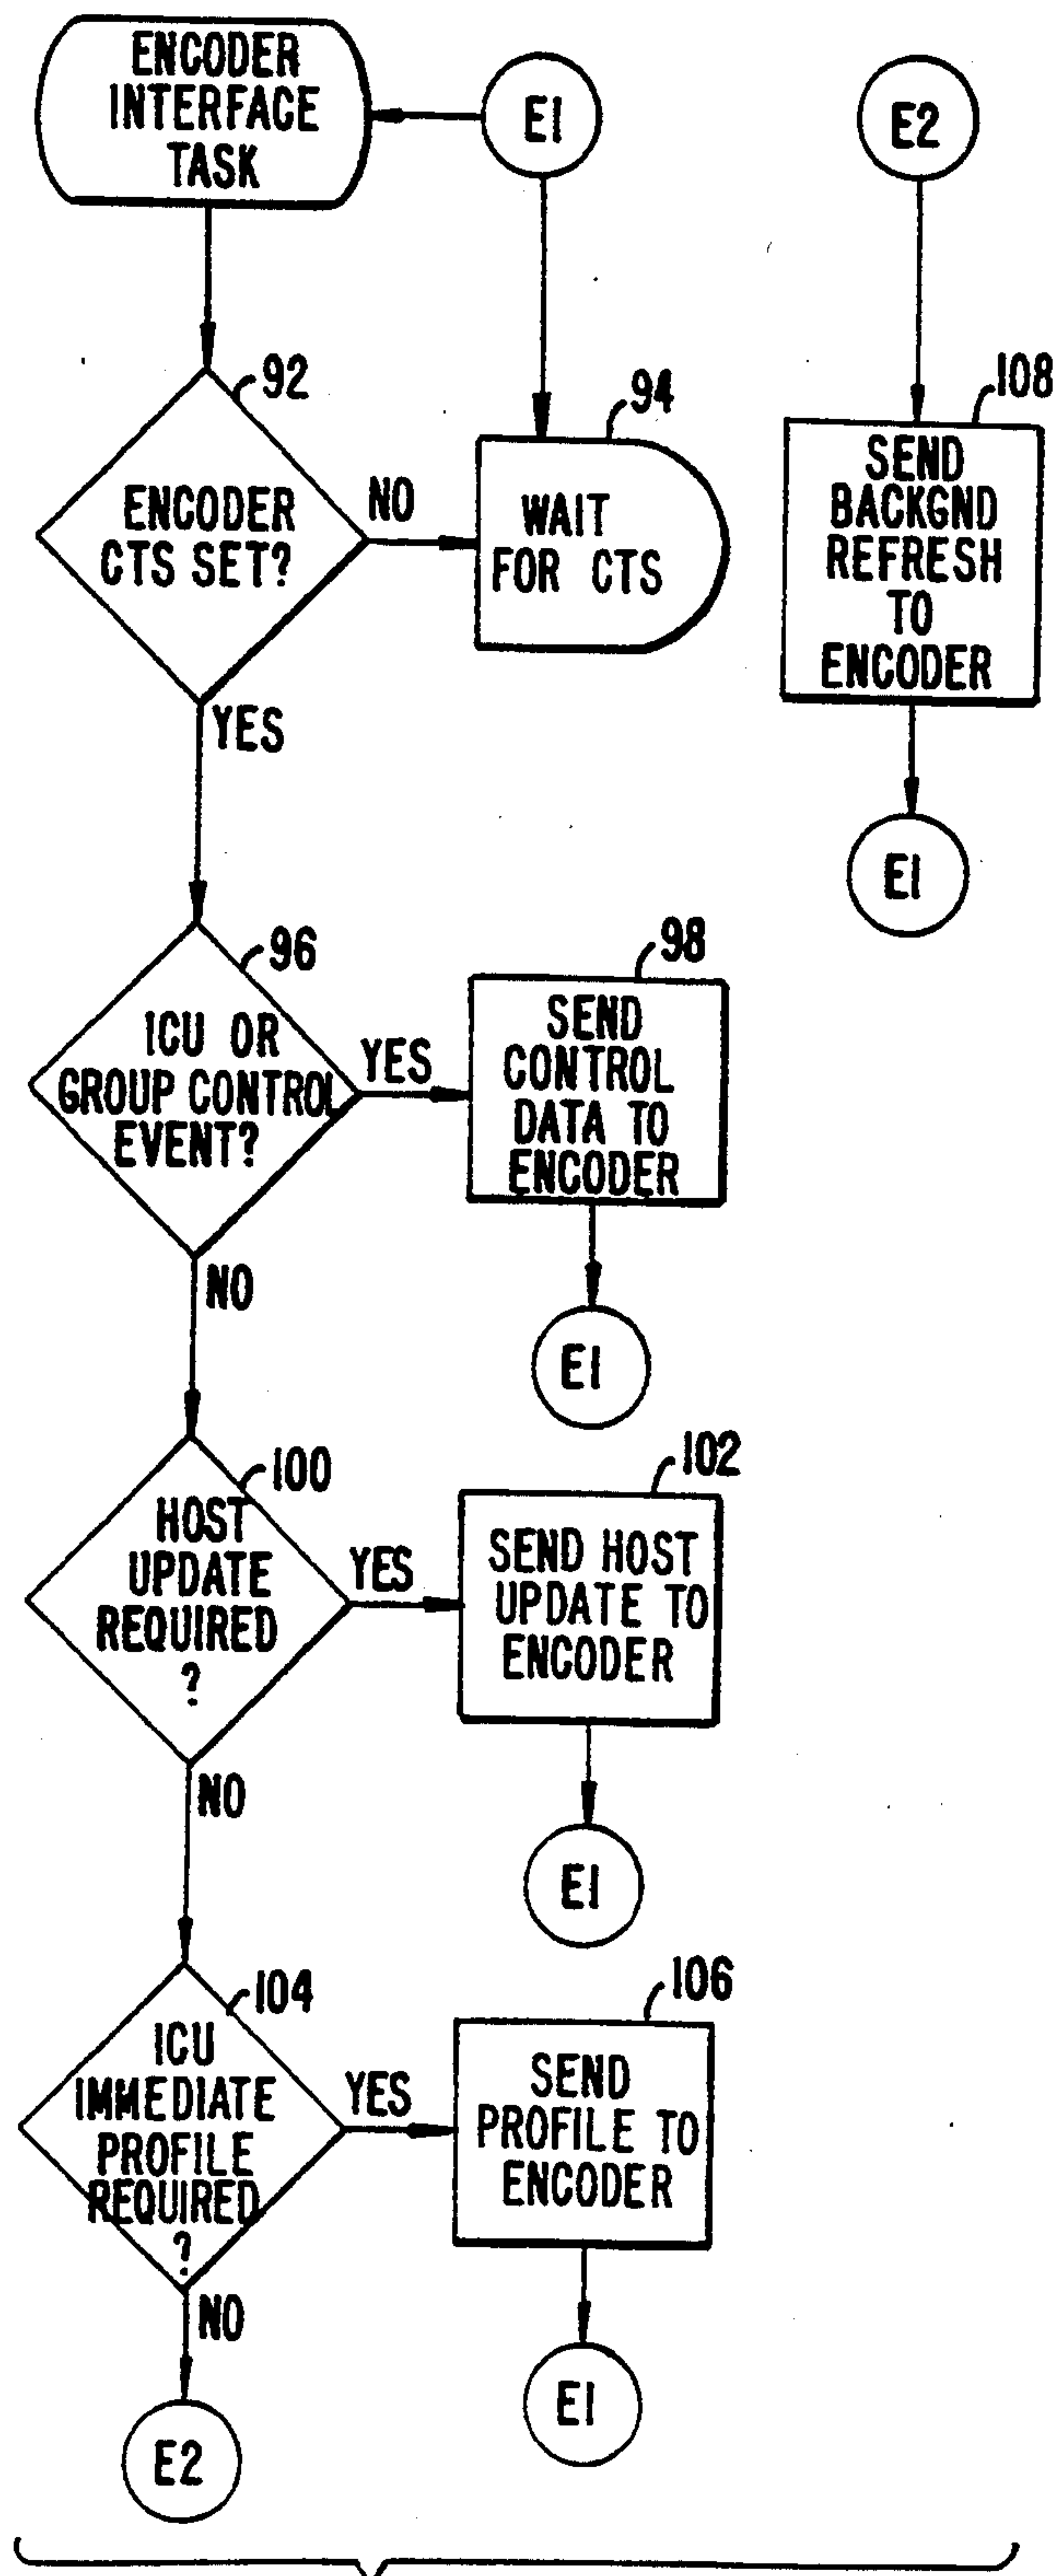 ENCODER
INTERFACE
TASK
E1
E2
92
ENCODER
CTS SET?
NO
94
WAIT
FOR CTS
108
SEND
BACKGND
REFRESH
TO
ENCODER
E1
YES
96
ICU OR
GROUP CONTROL
EVENT?
YES
98
SEND
CONTROL
DATA TO
ENCODER
E1
NO
100
HOST
UPDATE
REQUIRED
?
YES
102
SEND HOST
UPDATE TO
ENCODER
E1
NO
104
ICU
IMMEDIATE
PROFILE
REQUIRED
?
YES
106
SEND
PROFILE TO
ENCODER
E1
NO
E2